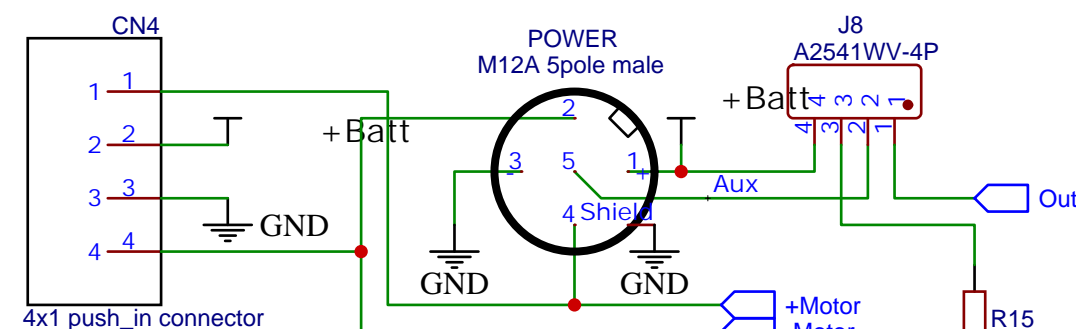 CN4
1 1
2 2
3 3
4 4
4x1 push_in connector
+Batt
GND
POWER
M12A 5pole male
2
3
-
5
1
+
4
Shield
GND
GND
+Batt
Aux
J8
A2541WV-4P
4 3 2 1
4 3 2 1
Out
+Motor
R15